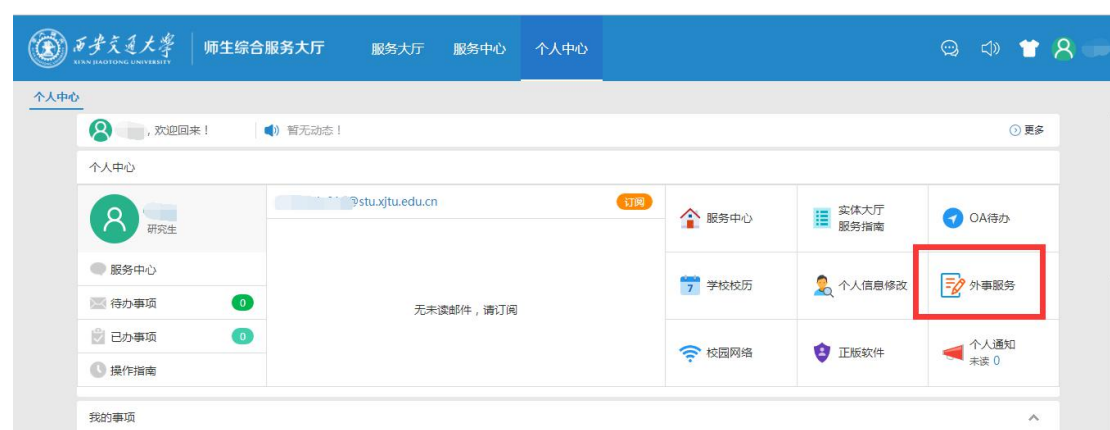 西安交通大学
XI'AN JIAOTONG UNIVERSITY
师生综合服务大厅
服务大厅 服务中心 个人中心
个人中心
，欢迎回来！ 暂无动态！ 更多
个人中心
研究生
@stu.xjtu.edu.cn 订阅
服务中心
待办事项 0
已办事项 0
操作指南
无未读邮件，请订阅
服务中心
实体大厅
服务指南
OA待办
7 学校校历
个人信息修改
外事服务
校园网络
正版软件
个人通知
未读 0
我的事项